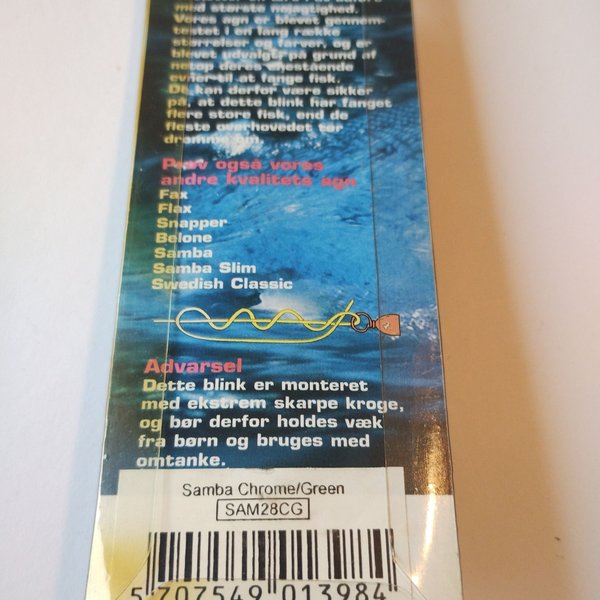 med
Vores agn er blevet gennem-
testet i en lang række
størrelser og farver, og er
blevet udvalgt på grund af
netop deres enestående
evner til at fange fisk.
De kan derfor være sikker
på, at dette blink har fanget
flere store fisk, end de
fleste overhovedet tør
drømme om.
Prøv også vores
andre kvalitets agn
Fax
Flax
Snapper
Belone
Samba
Samba Slim
Swedish Classic
Advarsel
Dette blink er monteret
med ekstrem skarpe kroge,
og bør derfor holdes væk
fra børn og bruges med
omtanke.
Samba Chrome/Green
SAM28CG
5 707549 013984